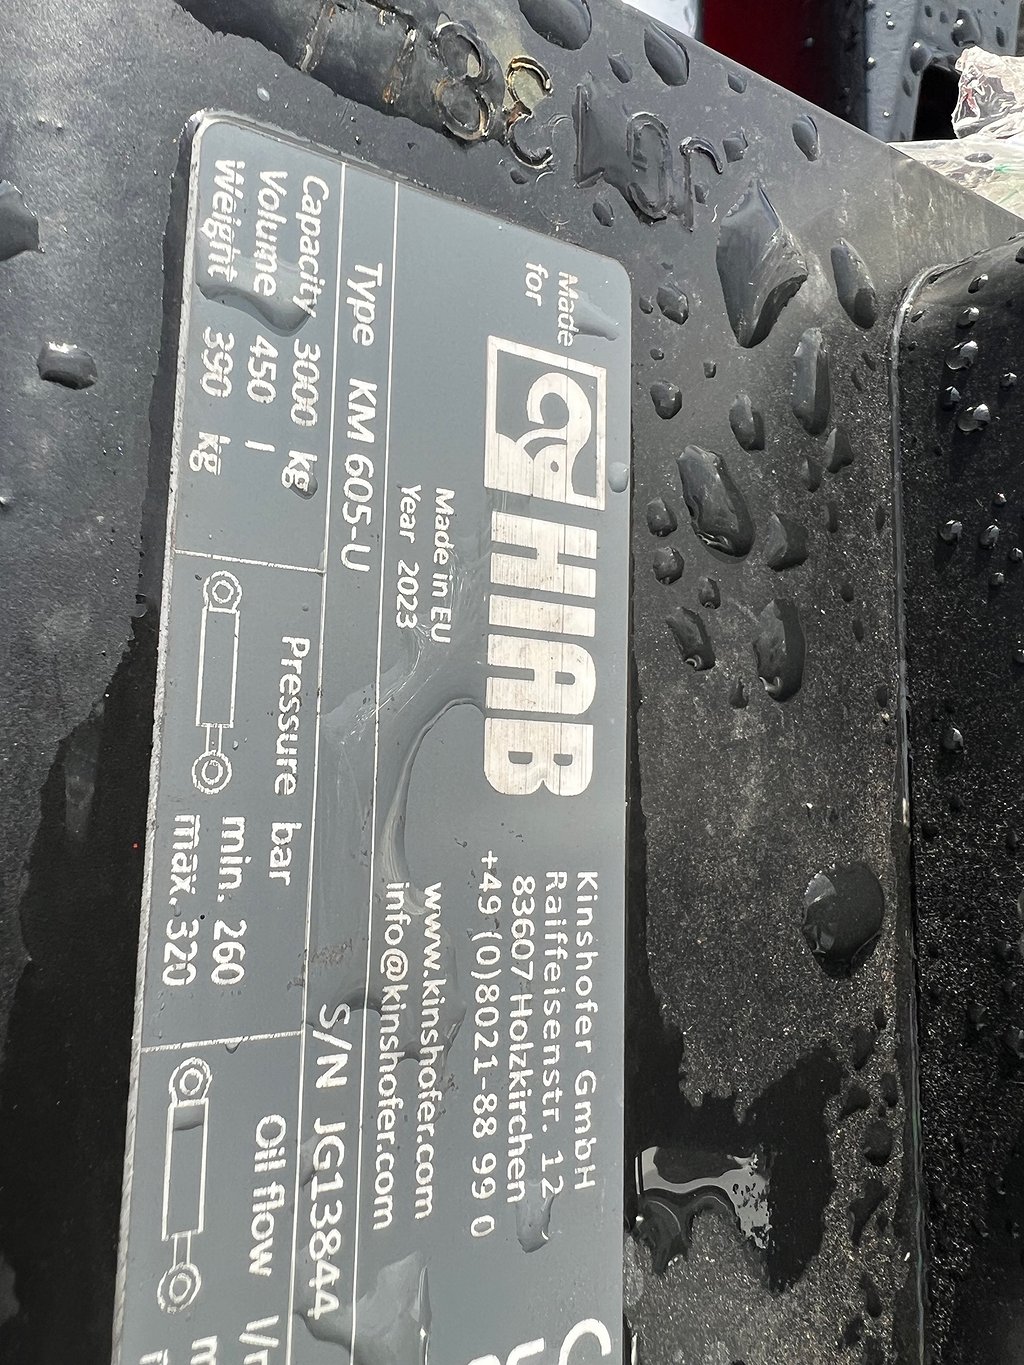 JG13844
Made
for
HIAB
Kinshofer GmbH
Raiffeisenstr. 12
83607 Holzkirchen
+49 (0)8021-88 99 0
Made in EU
Year 2023
www.kinshofer.com
info@kinshofer.com
Type KM 605-U
S/N JG13844
Capacity 3000 kg
Volume 450 l
Weight 390 kg
Pressure bar
min. 260
max. 320
Oil flow